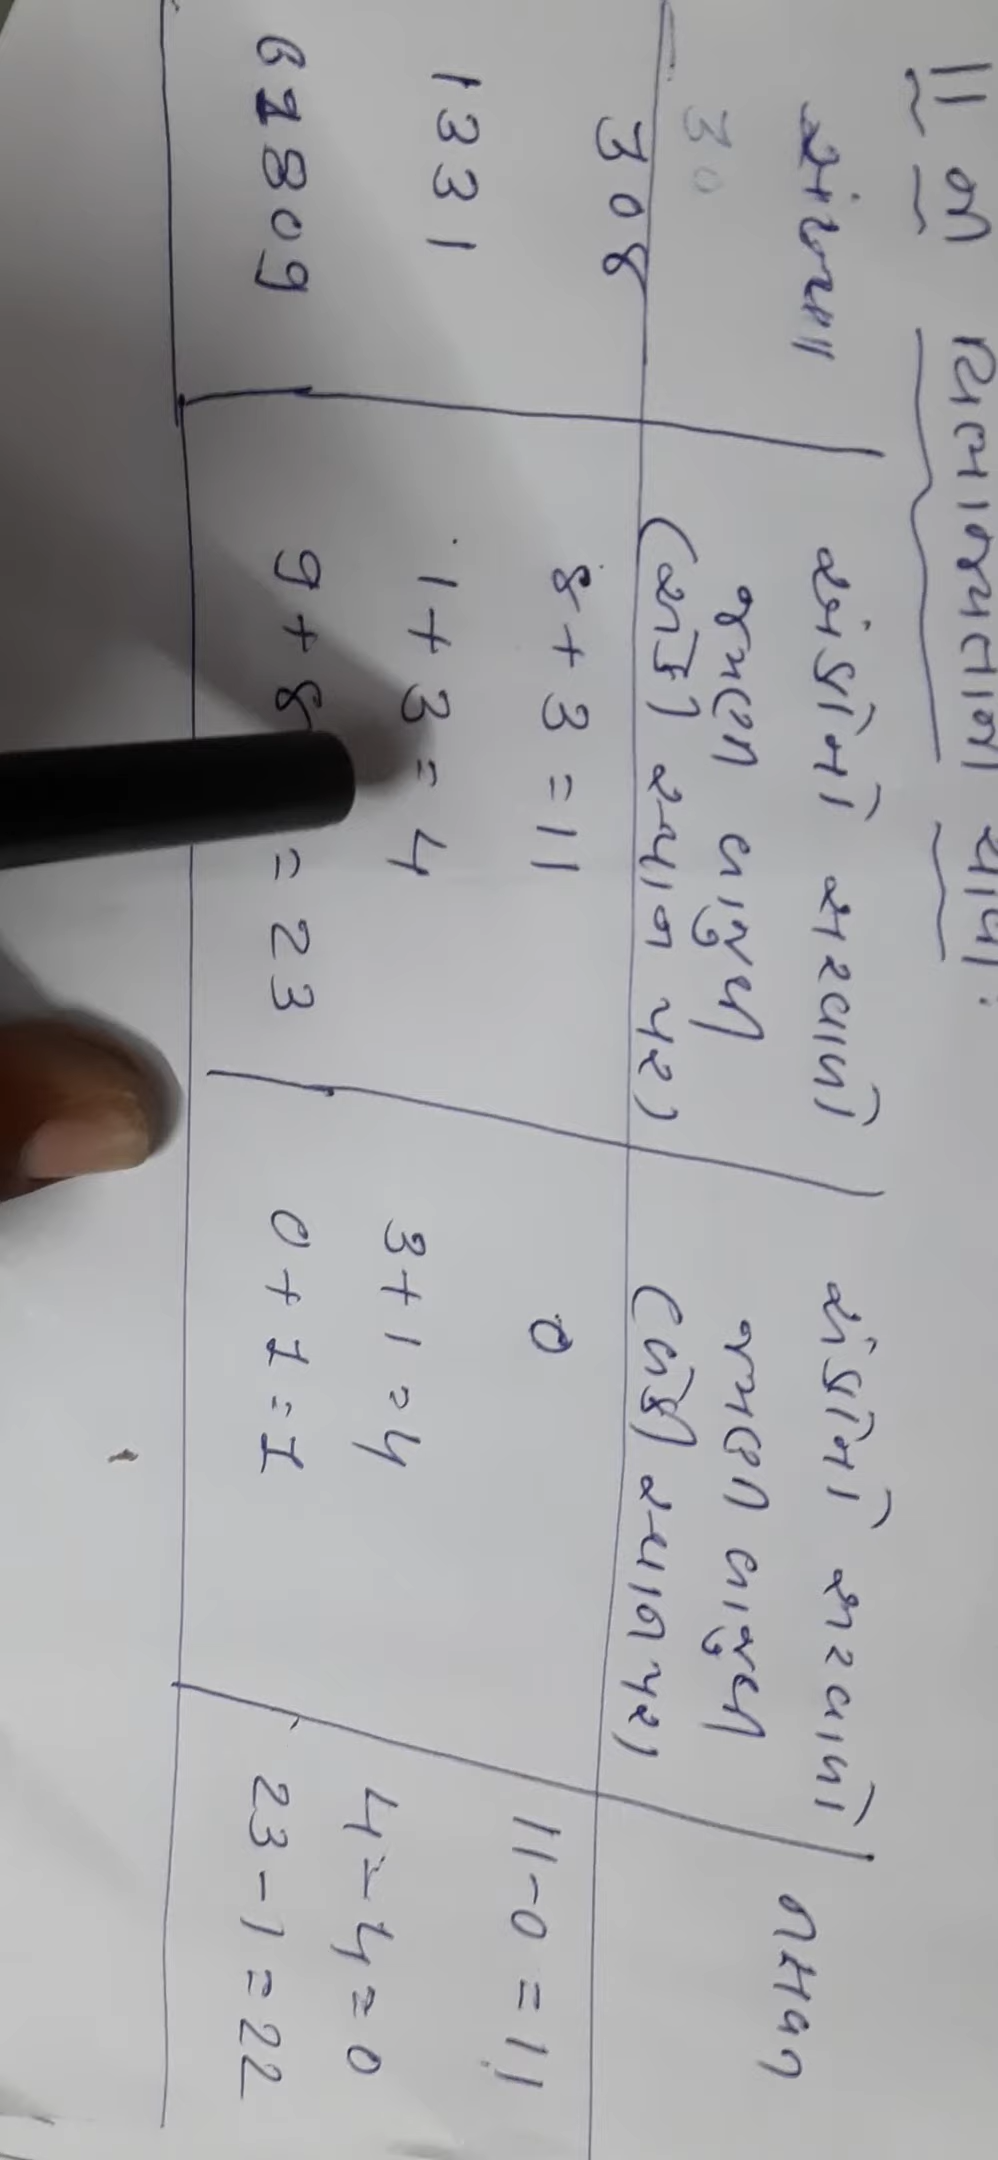 11 ની વિભાજ્યતાની ચાવી:
સંખ્યા
અંકોનો સરવાળો
જમણી બાજુથી
(એકી સ્થાન પર)
અંકોનો સરવાળો
જમણી બાજુથી
(બેકી સ્થાન પર)
તફાવત
30
308
8 + 3 = 11
0
11 - 0 = 11
1331
1 + 3 = 4
3 + 1 = 4
4 - 4 = 0
61809
9 + 8 = 23
0 + 1 = 1
23 - 1 = 22